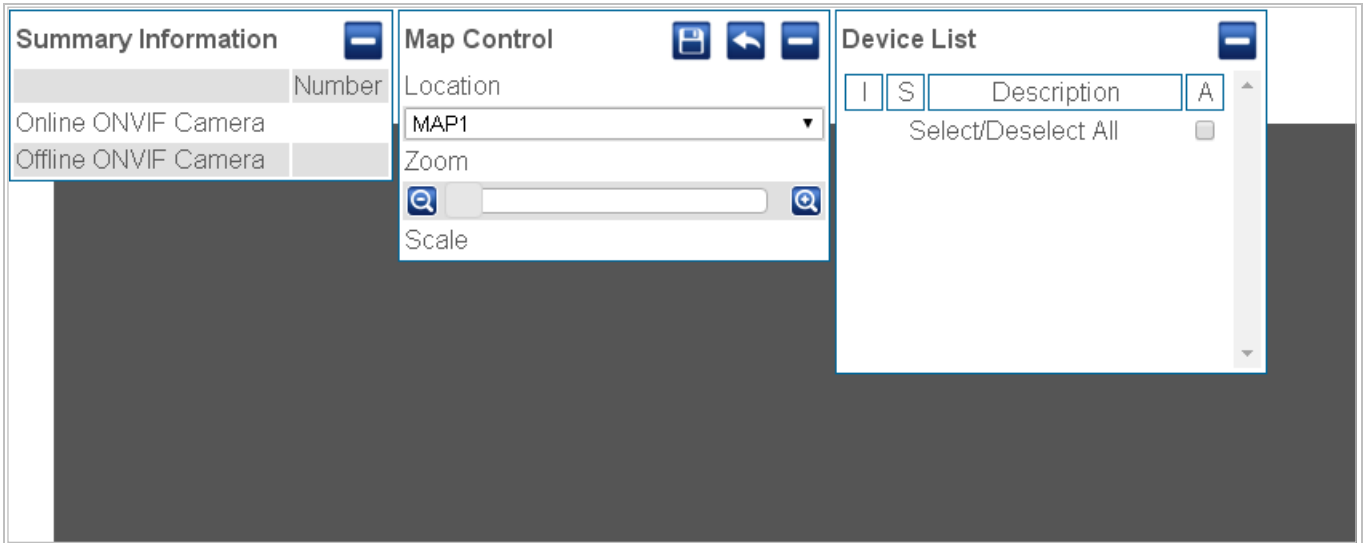 Summary Information
Number
Online ONVIF Camera
Offline ONVIF Camera
Map Control
Location
MAP1
Zoom
Scale
Device List
I S Description A
Select/Deselect All